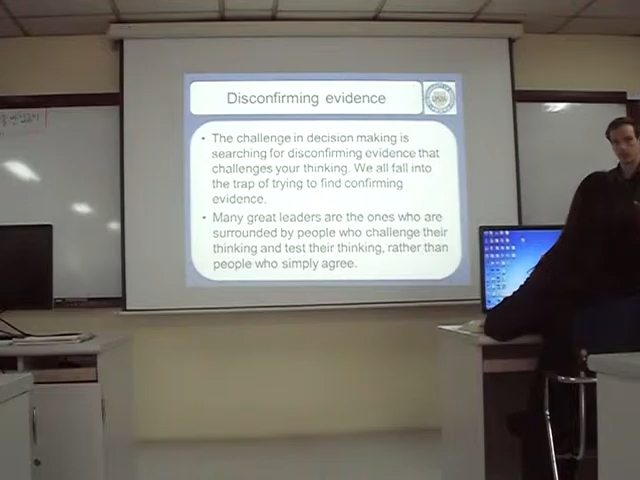 Disconfirming evidence
• The challenge in decision making is
searching for disconfirming evidence that
challenges your thinking. We all fall into
the trap of trying to find confirming
evidence.
• Many great leaders are the ones who are
surrounded by people who challenge their
thinking and test their thinking, rather than
people who simply agree.